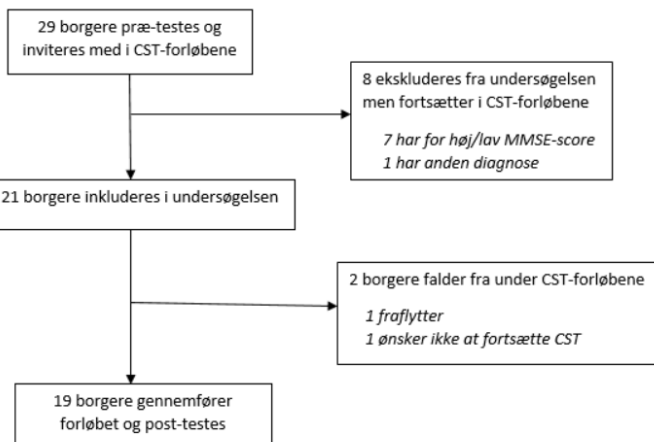 29 borgere præ-testes og
inviteres med i CST-forløbene
8 ekskluderes fra undersøgelsen
men fortsætter i CST-forløbene
7 har for høj/lav MMSE-score
1 har anden diagnose
21 borgere inkluderes i undersøgelsen
2 borgere falder fra under CST-forløbene
1 fraflytter
1 ønsker ikke at fortsætte CST
19 borgere gennemfører
forløbet og post-testes